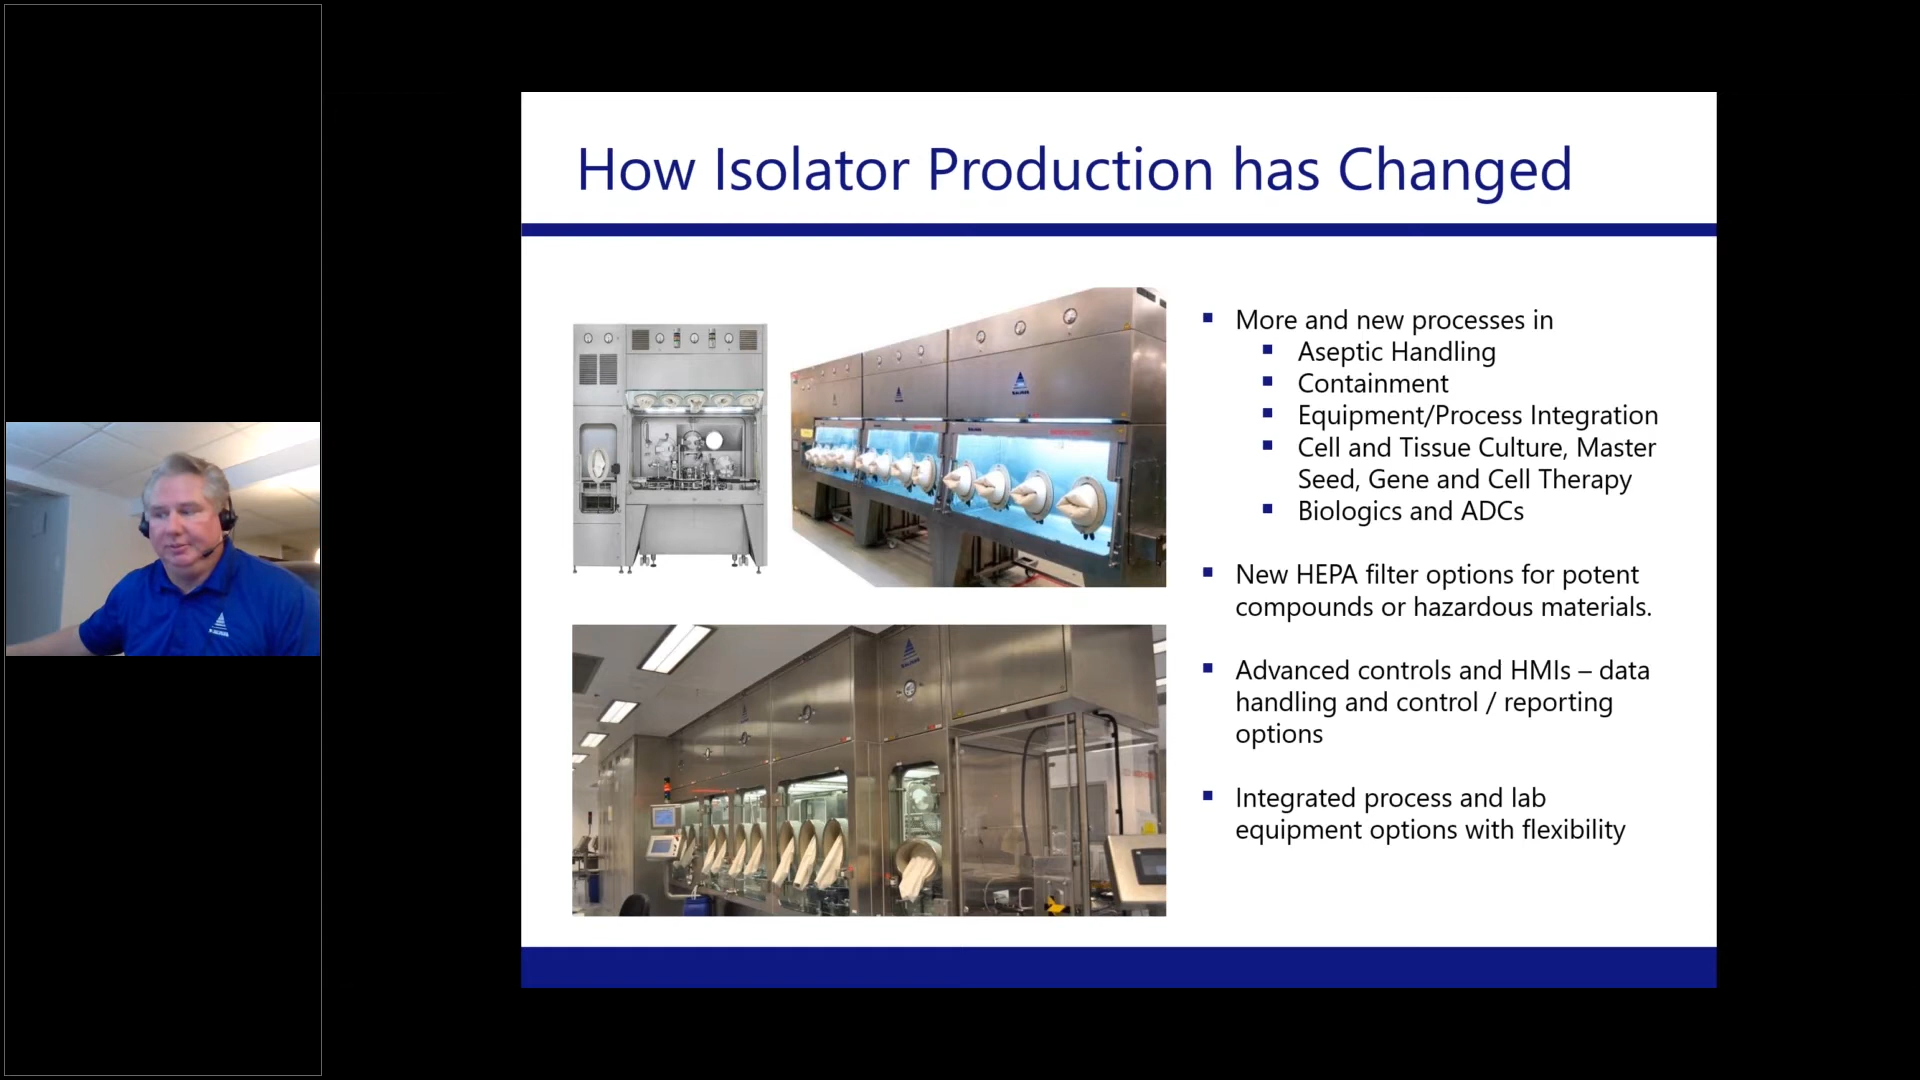 How Isolator Production has Changed
More and new processes in
Aseptic Handling
Containment
Equipment/Process Integration
Cell and Tissue Culture, Master
Seed, Gene and Cell Therapy
Biologics and ADCs
New HEPA filter options for potent
compounds or hazardous materials.
Advanced controls and HMIs – data
handling and control / reporting
options
Integrated process and lab
equipment options with flexibility